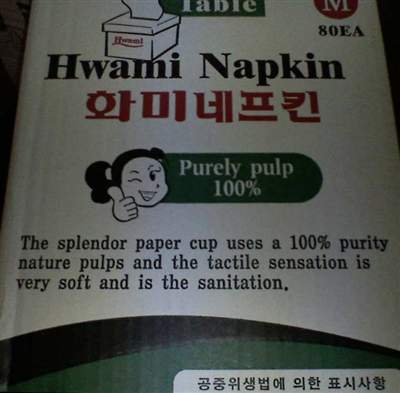 Table
M
80EA
Hwami
Hwami Napkin
화미네프킨
Purely pulp
100%
The splendor paper cup uses a 100% purity
nature pulps and the tactile sensation is
very soft and is the sanitation.
공중위생법에 의한 표시사항